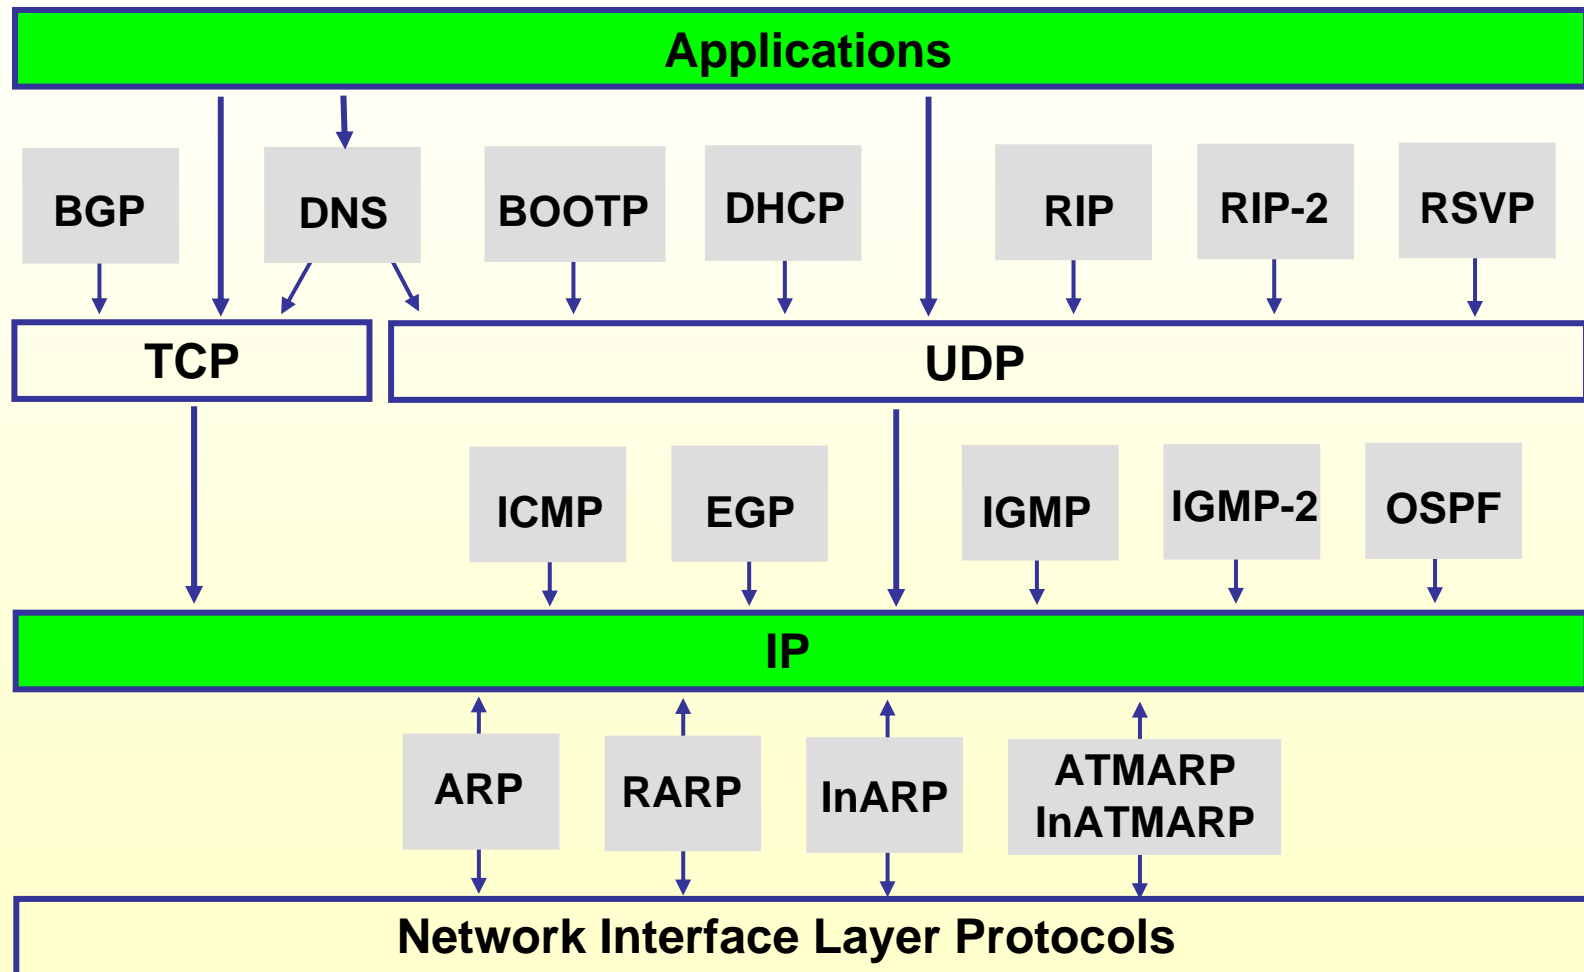 Applications
BGP
DNS
BOOTP
DHCP
RIP
RIP-2
RSVP
TCP
UDP
ICMP
EGP
IGMP
IGMP-2
OSPF
IP
ARP
RARP
InARP
ATMARP
InATMARP
Network Interface Layer Protocols